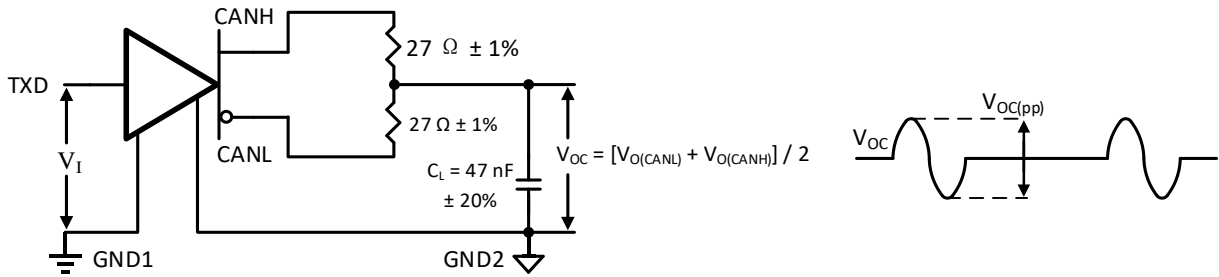 CANH
27 Ω ± 1%
TXD
V_I
27 Ω ± 1%
CANL
C_L = 47 nF
± 20%
V_OC = [V_O(CANL) + V_O(CANH)] / 2
GND1
GND2
V_OC(pp)
V_OC